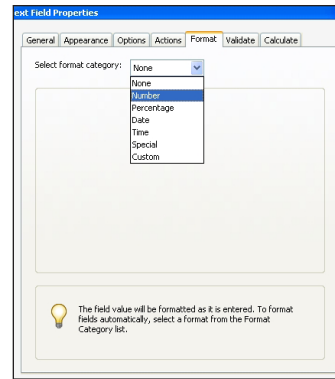 ext Field Properties
General Appearance Options Actions Format Validate Calculate
Select format category: None
None
Number
Percentage
Date
Time
Special
Custom
The field value will be formatted as it is entered. To format
fields automatically, select a format from the Format
Category list.